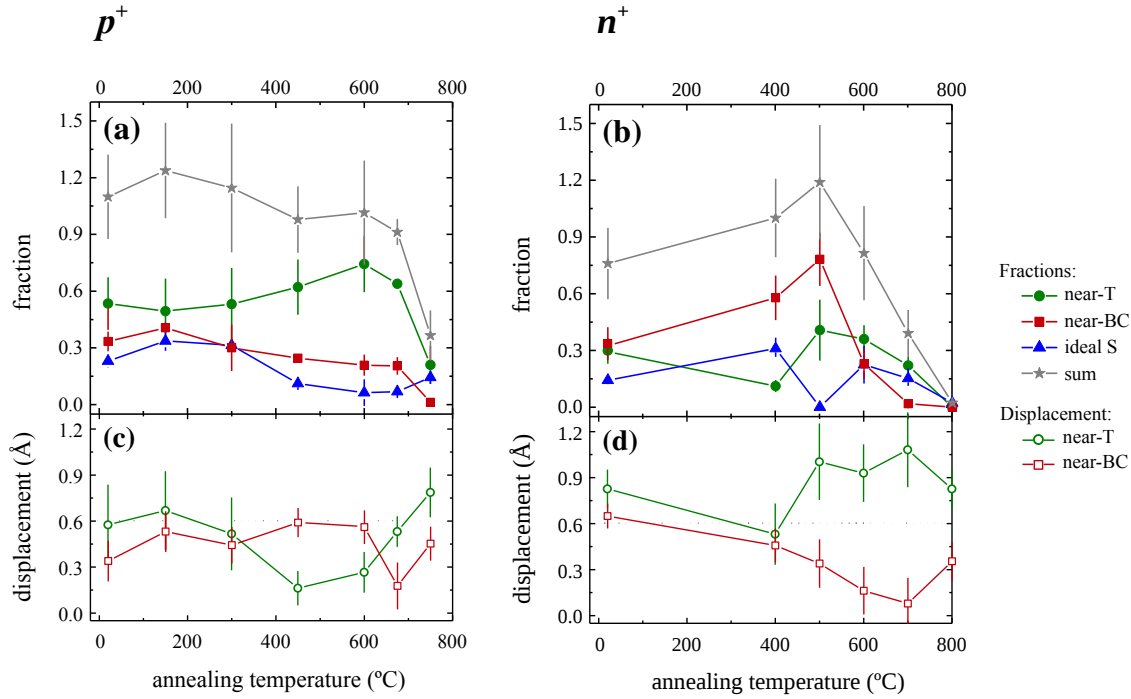 p+ n+
0 200 400 600 800
0 200 400 600 800
(a)
1.5
1.2
0.9
0.6
0.3
0.0
fraction
(b)
1.5
1.2
0.9
0.6
0.3
0.0
fraction
Fractions:
near-T
near-BC
ideal S
sum
Displacement:
near-T
near-BC
(c)
1.2
0.9
0.6
0.3
0.0
displacement (Å)
(d)
1.2
0.9
0.6
0.3
0.0
displacement (Å)
0 200 400 600 800
0 200 400 600 800
annealing temperature (ºC)
annealing temperature (ºC)